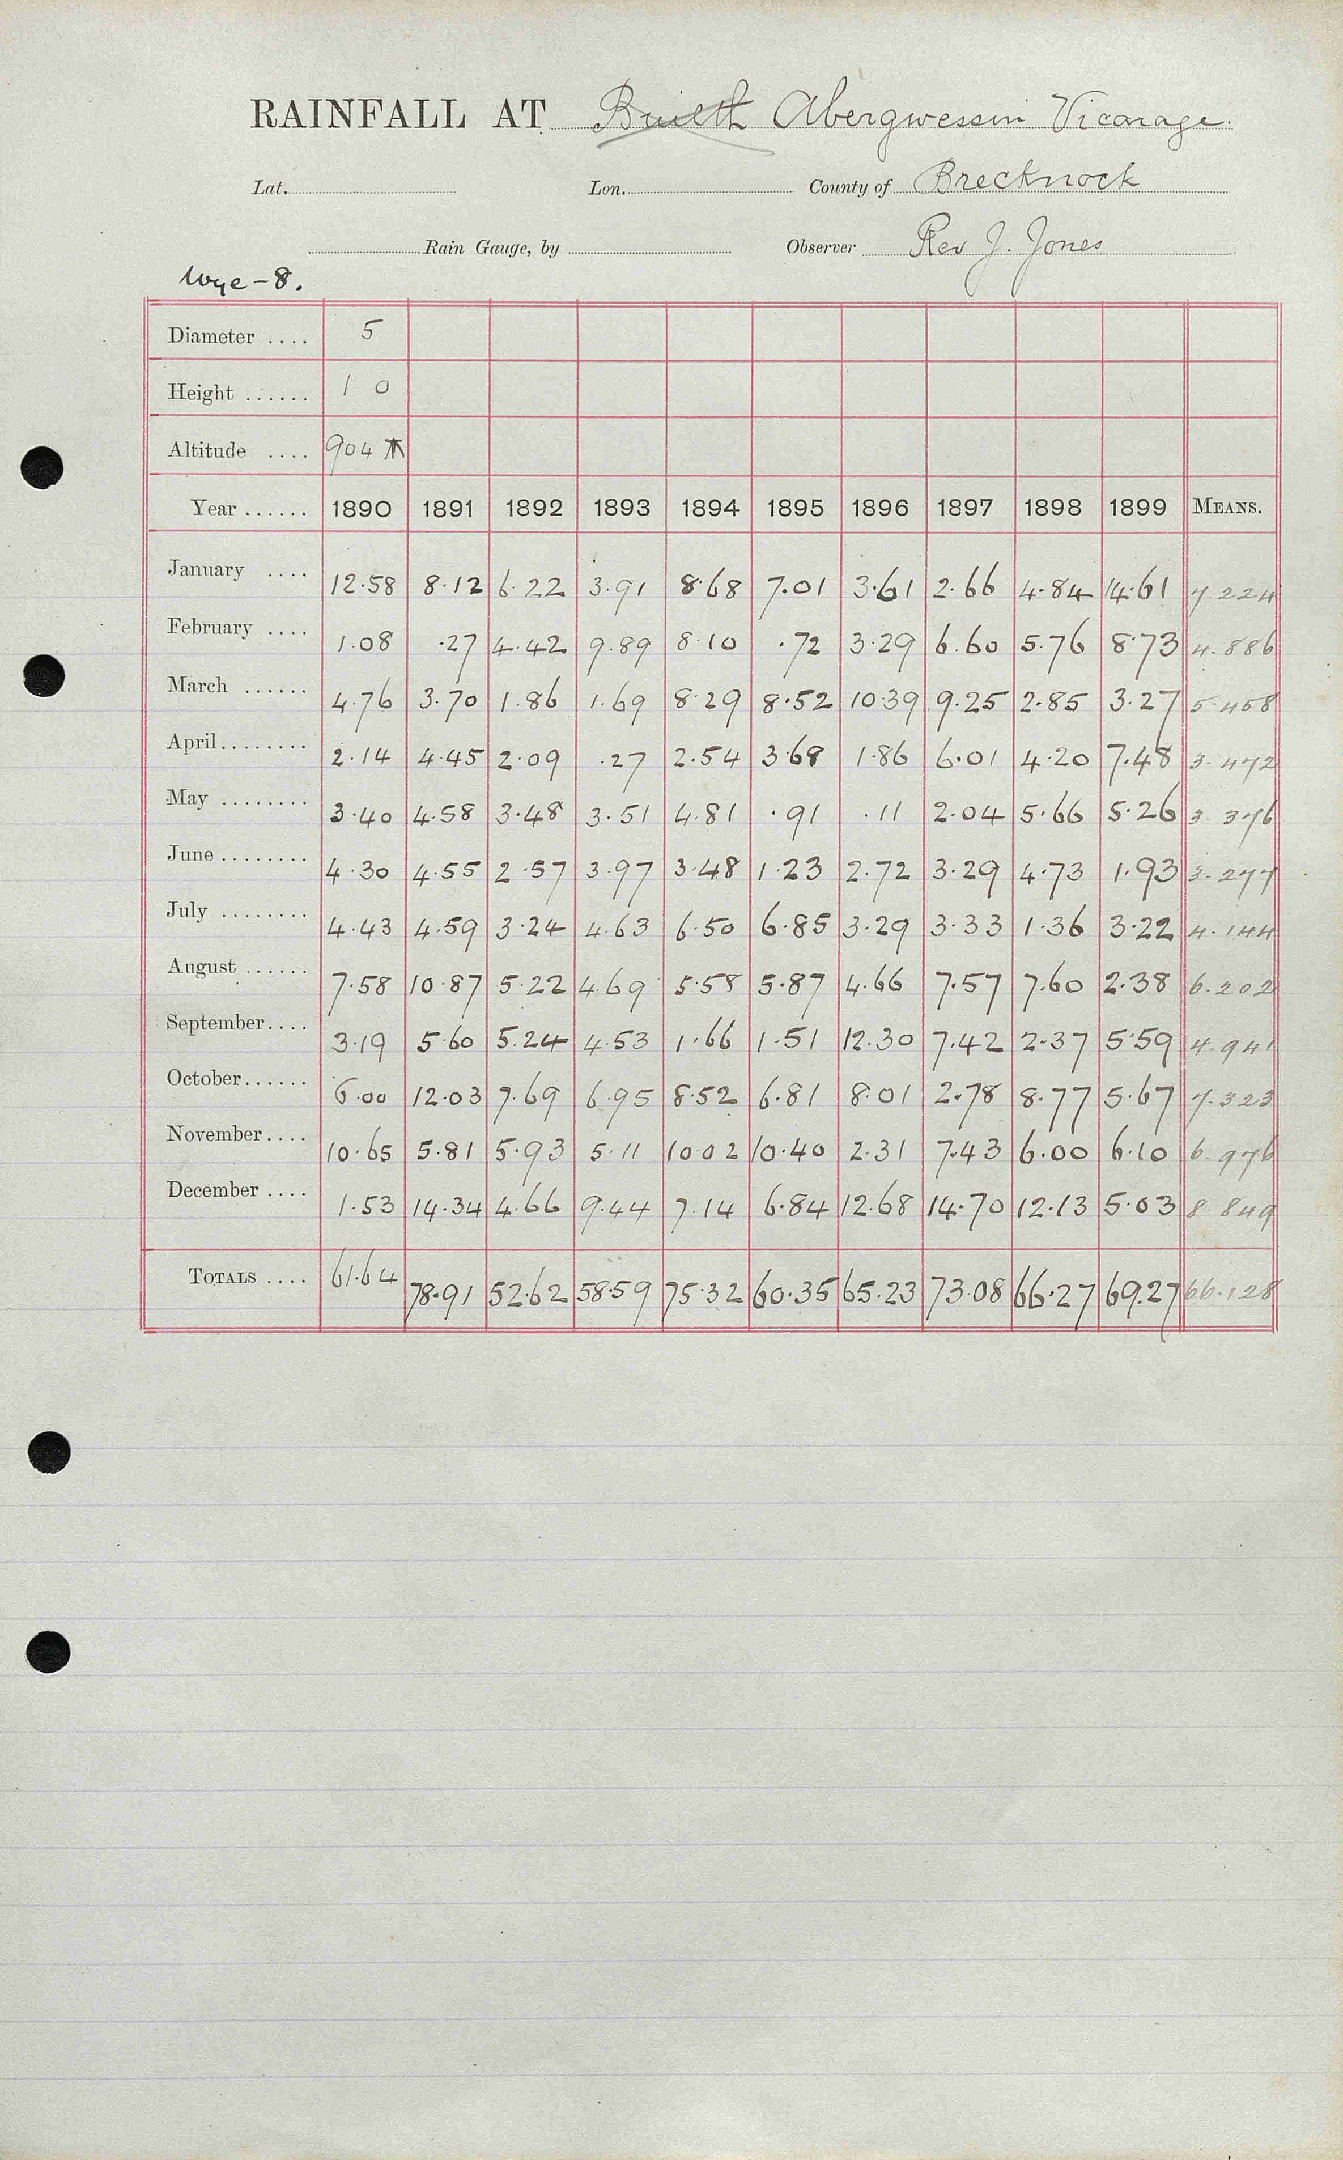 RAINFALL AT Builth Abergwessin Vicarage.
Lat. Lon. County of Brecknock
Rain Gauge, by Observer Rev J. Jones
Wye-8.
Diameter .... 5
Height ...... 1 0
Altitude .... 904
Year ...... 1890 1891 1892 1893 1894 1895 1896 1897 1898 1899 MEANS.
January .... 12.58 8.12 6.22 3.91 8.68 7.01 3.61 2.66 4.84 14.61 7.224
February .... 1.08 .27 4.42 9.89 8.10 .72 3.29 6.60 5.76 8.73 4.886
March ...... 4.76 3.70 1.86 1.69 8.29 8.52 10.39 9.25 2.85 3.27 5.458
April ........ 2.14 4.45 2.09 .27 2.54 3.68 1.86 6.01 4.20 7.48 3.472
May ........ 3.40 4.58 3.48 3.51 4.81 .91 .11 2.04 5.66 5.26 3.376
June ........ 4.30 4.55 2.57 3.97 3.48 1.23 2.72 3.29 4.73 1.93 3.277
July ........ 4.43 4.59 3.24 4.63 6.50 6.85 3.29 3.33 1.36 3.22 4.144
August ...... 7.58 10.87 5.22 4.69 5.58 5.87 4.66 7.57 7.60 2.38 6.202
September .... 3.19 5.60 5.24 4.53 1.66 1.51 12.30 7.42 2.37 5.59 4.941
October ...... 6.00 12.03 7.69 6.95 8.52 6.81 8.01 2.78 8.77 5.67 7.323
November .... 10.65 5.81 5.93 5.11 10.02 10.40 2.31 7.43 6.00 6.10 6.976
December .... 1.53 14.34 4.66 9.44 7.14 6.84 12.68 14.70 12.13 5.03 8.849
TOTALS .... 61.64 78.91 52.62 58.59 75.32 60.35 65.23 73.08 66.27 69.27 66.128